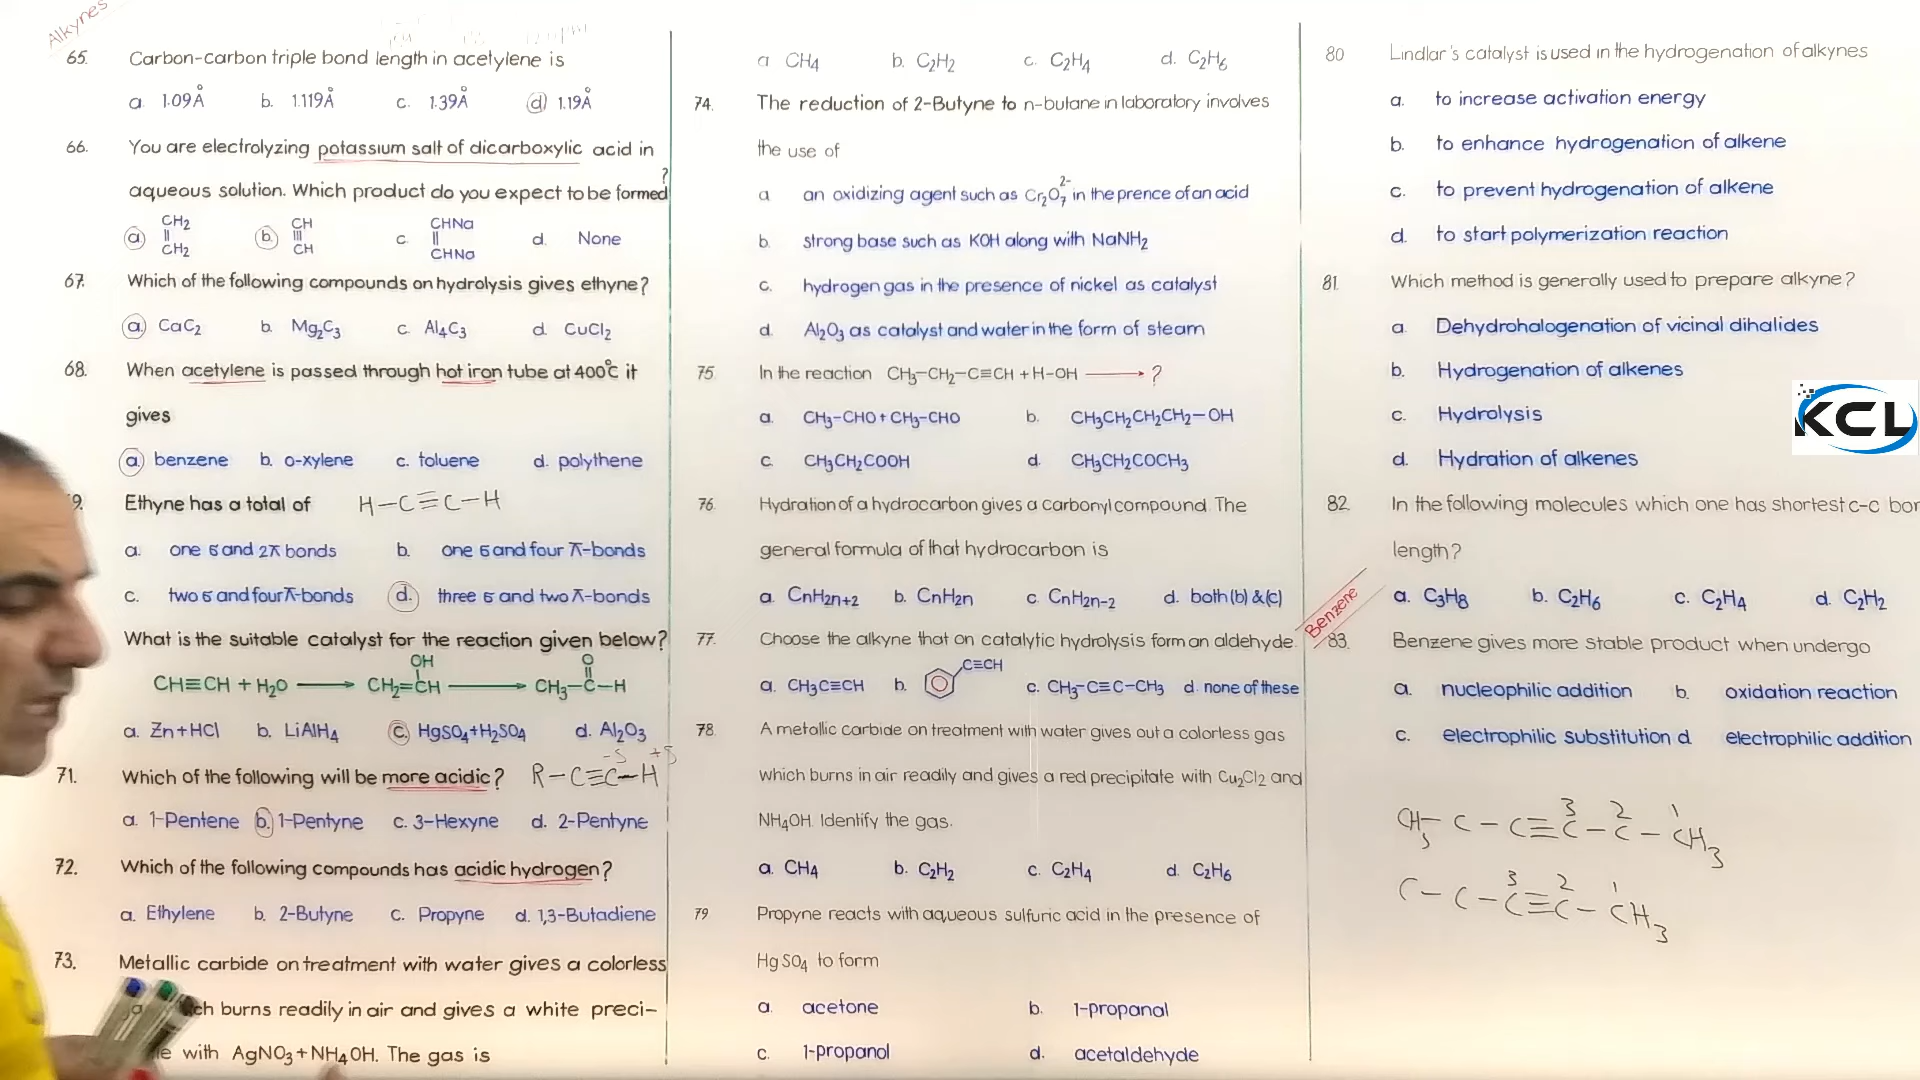 Alkynes
65. Carbon-carbon triple bond length in acetylene is
a. 1.09Å b. 1.119Å c. 1.39Å d) 1.19Å
66. You are electrolyzing potassium salt of dicarboxylic acid in
aqueous solution. Which product do you expect to be formed?
a) CH2=CH2 b) CH≡CH c. CHNa=CHNa d. None
67. Which of the following compounds on hydrolysis gives ethyne?
a) CaC2 b. Mg2C3 c. Al4C3 d. CuCl2
68. When acetylene is passed through hot iron tube at 400°C it
gives
a) benzene b. o-xylene c. toluene d. polythene
9. Ethyne has a total of H-C≡C-H
a. one б and 2π bonds b. one б and four π-bonds
c. two б and four π-bonds d. three б and two π-bonds
What is the suitable catalyst for the reaction given below?
OH O
CH≡CH + H2O ⟶ CH2=CH ⟶ CH3-C-H
a. Zn+HCl b. LiAlH4 c) HgSO4+H2SO4 d. Al2O3
-δ +δ
71. Which of the following will be more acidic? R-C≡C-H
a. 1-Pentene b) 1-Pentyne c. 3-Hexyne d. 2-Pentyne
72. Which of the following compounds has acidic hydrogen?
a. Ethylene b. 2-Butyne c. Propyne d. 1,3-Butadiene
73. Metallic carbide on treatment with water gives a colorless
ch burns readily in air and gives a white preci-
te with AgNO3+NH4OH. The gas is
a CH4 b. C2H2 c. C2H4 d. C2H6
74. The reduction of 2-Butyne to n-butane in laboratory involves
the use of
a an oxidizing agent such as Cr2O7 2- in the prence of an acid
b. strong base such as KOH along with NaNH2
c. hydrogen gas in the presence of nickel as catalyst
d. Al2O3 as catalyst and water in the form of steam
75 In the reaction CH3-CH2-C≡CH + H-OH ⟶ ?
a. CH3-CHO + CH3-CHO b. CH3CH2CH2CH2-OH
c. CH3CH2COOH d. CH3CH2COCH3
76. Hydration of a hydrocarbon gives a carbonyl compound. The
general formula of that hydrocarbon is
a. CnH2n+2 b. CnH2n c. CnH2n-2 d. both (b) & (c)
77. Choose the alkyne that on catalytic hydrolysis form an aldehyde.
a. CH3C≡CH b. C≡CH c. CH3-C≡C-CH3 d. none of these
78. A metallic carbide on treatment with water gives out a colorless gas
which burns in air readily and gives a red precipitate with Cu2Cl2 and
NH4OH. Identify the gas.
a. CH4 b. C2H2 c. C2H4 d. C2H6
79 Propyne reacts with aqueous sulfuric acid in the presence of
HgSO4 to form
a. acetone b. 1-propanal
c. 1-propanol d. acetaldehyde
80 Lindlar's catalyst is used in the hydrogenation of alkynes
a. to increase activation energy
b. to enhance hydrogenation of alkene
c. to prevent hydrogenation of alkene
d. to start polymerization reaction
81. Which method is generally used to prepare alkyne?
a. Dehydrohalogenation of vicinal dihalides
b. Hydrogenation of alkenes
c. Hydrolysis
d. Hydration of alkenes
KCL
82. In the following molecules which one has shortest c-c bor
length?
a. C3H8 b. C2H6 c. C2H4 d. C2H2
Benzene
83. Benzene gives more stable product when undergo
a. nucleophilic addition b. oxidation reaction
c. electrophilic substitution d electrophilic addition
3 2 1
CH3-C-C≡C-C-CH3
3 2 1
C-C-C≡C-CH3